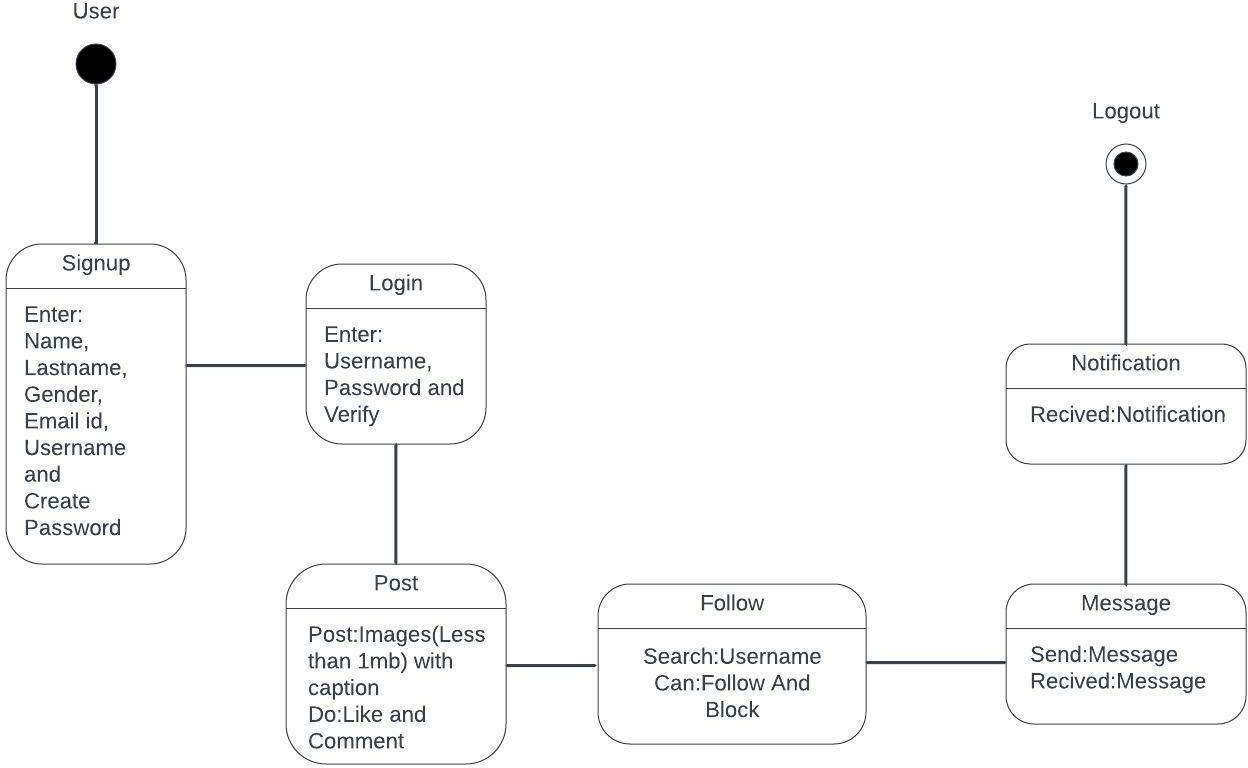 User
Logout
Signup
Enter:
Name,
Lastname,
Gender,
Email id,
Username
and
Create
Password
Login
Enter:
Username,
Password and
Verify
Post
Post:Images(Less
than 1mb) with
caption
Do:Like and
Comment
Follow
Search:Username
Can:Follow And
Block
Message
Send:Message
Recived:Message
Notification
Recived:Notification